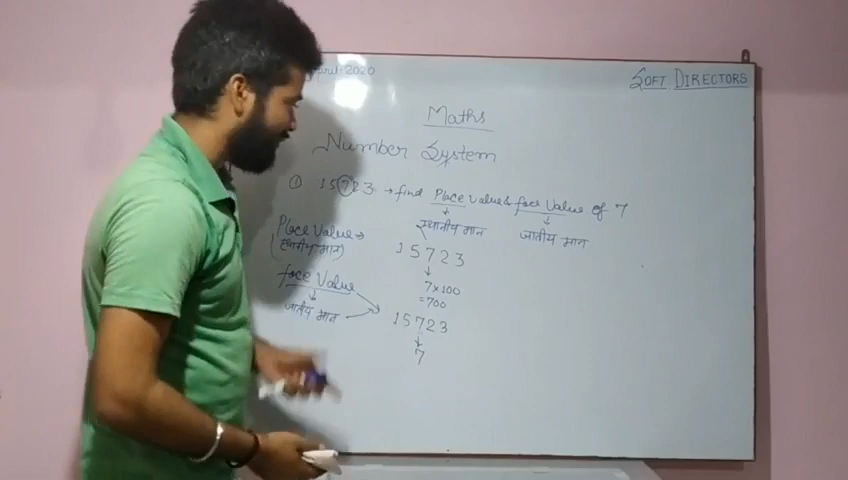 April-2020
SOFT DIRECTORS
Maths
Number System
① 15723 → find Place Value & face Value of 7
स्थानीय मान
जातीय मान
Place Value →
(स्थानीय मान)
15723
7×100
=700
face Value
जातीय मान
15723
7